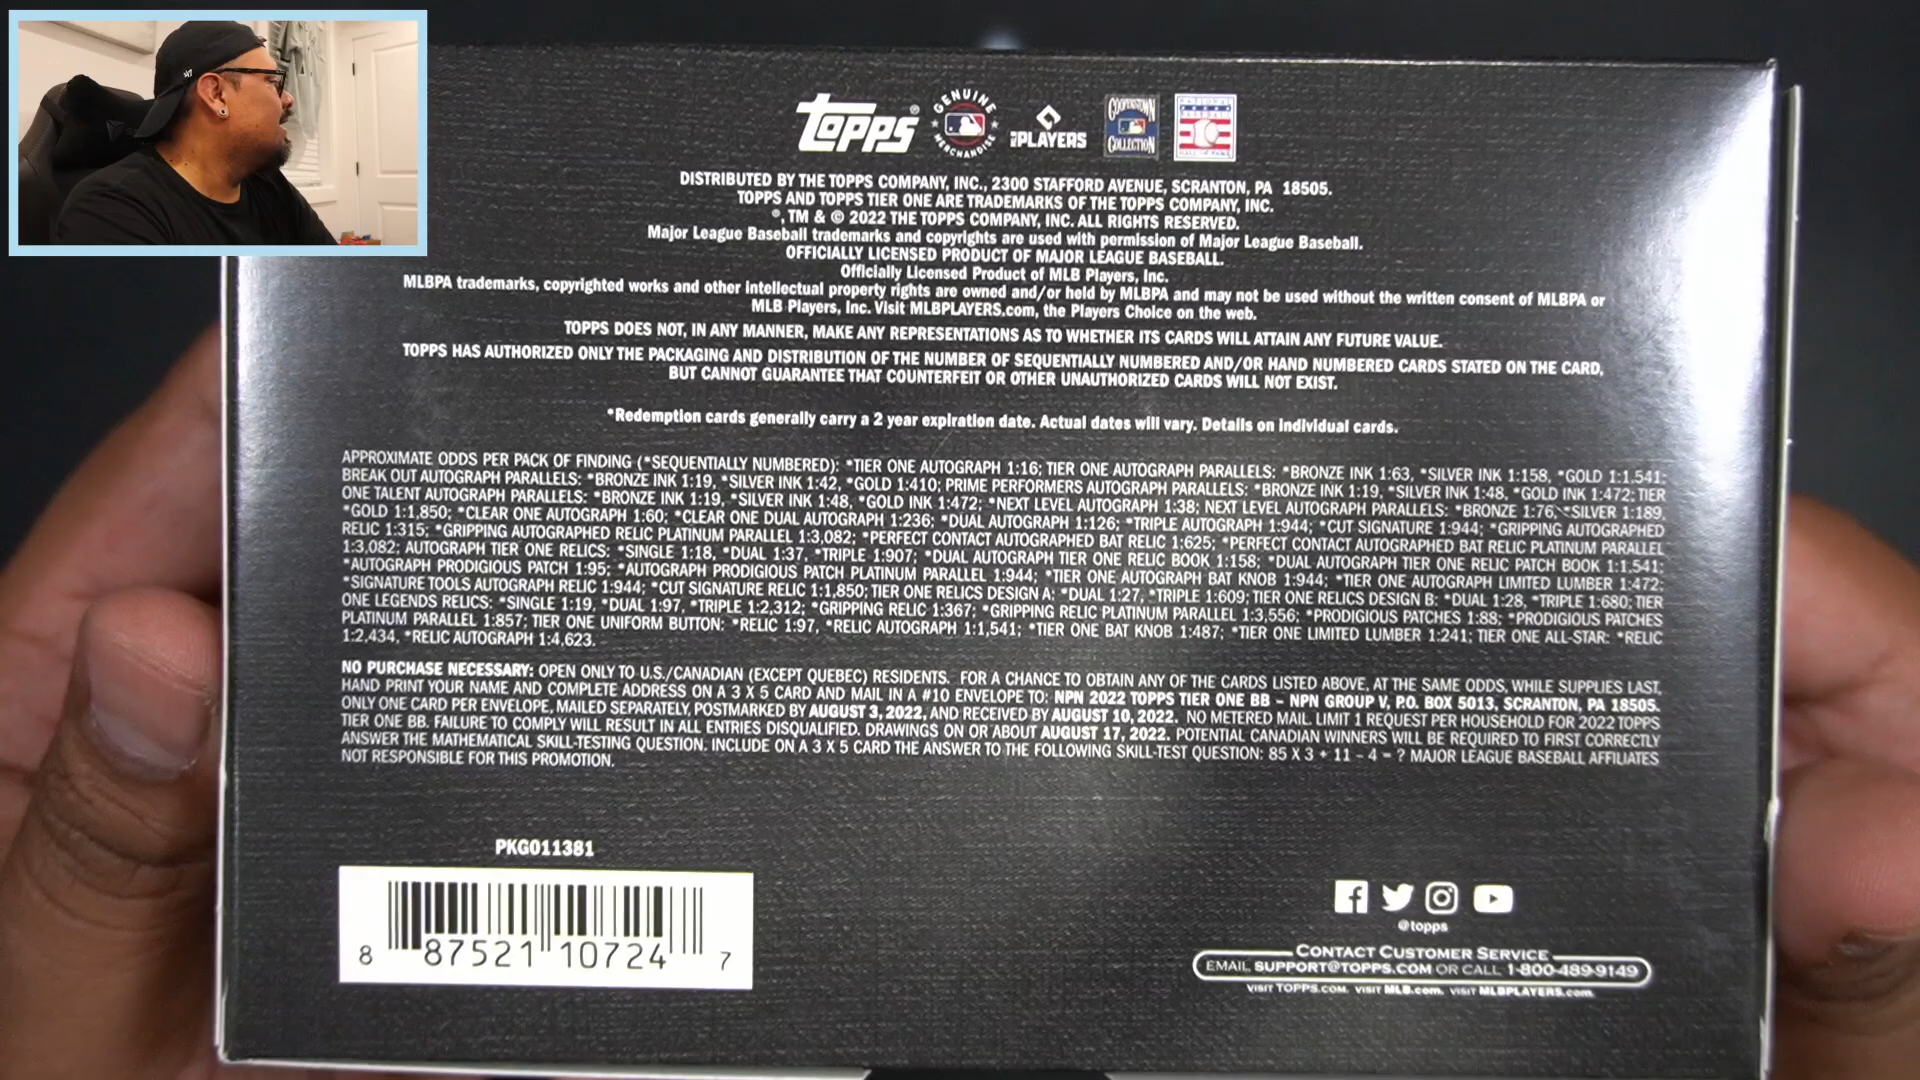 47
topps®
GENUINE MERCHANDISE
MLB PLAYERS
COOPERSTOWN COLLECTION
NATIONAL BASEBALL HALL OF FAME
DISTRIBUTED BY THE TOPPS COMPANY, INC., 2300 STAFFORD AVENUE, SCRANTON, PA 18505.
TOPPS AND TOPPS TIER ONE ARE TRADEMARKS OF THE TOPPS COMPANY, INC.
®, TM & © 2022 THE TOPPS COMPANY, INC. ALL RIGHTS RESERVED.
Major League Baseball trademarks and copyrights are used with permission of Major League Baseball.
OFFICIALLY LICENSED PRODUCT OF MAJOR LEAGUE BASEBALL.
Officially Licensed Product of MLB Players, Inc.
MLBPA trademarks, copyrighted works and other intellectual property rights are owned and/or held by MLBPA and may not be used without the written consent of MLBPA or
MLB Players, Inc. Visit MLBPLAYERS.com, the Players Choice on the web.
TOPPS DOES NOT, IN ANY MANNER, MAKE ANY REPRESENTATIONS AS TO WHETHER ITS CARDS WILL ATTAIN ANY FUTURE VALUE.
TOPPS HAS AUTHORIZED ONLY THE PACKAGING AND DISTRIBUTION OF THE NUMBER OF SEQUENTIALLY NUMBERED AND/OR HAND NUMBERED CARDS STATED ON THE CARD,
BUT CANNOT GUARANTEE THAT COUNTERFEIT OR OTHER UNAUTHORIZED CARDS WILL NOT EXIST.
*Redemption cards generally carry a 2 year expiration date. Actual dates will vary. Details on individual cards.
APPROXIMATE ODDS PER PACK OF FINDING (*SEQUENTIALLY NUMBERED): *TIER ONE AUTOGRAPH 1:16; TIER ONE AUTOGRAPH PARALLELS: *BRONZE INK 1:63, *SILVER INK 1:158, *GOLD 1:1,541;
BREAK OUT AUTOGRAPH PARALLELS: *BRONZE INK 1:19, *SILVER INK 1:42, *GOLD 1:410; PRIME PERFORMERS AUTOGRAPH PARALLELS: *BRONZE INK 1:19, *SILVER INK 1:48, *GOLD INK 1:472; TIER
ONE TALENT AUTOGRAPH PARALLELS: *BRONZE INK 1:19, *SILVER INK 1:48, *GOLD INK 1:472; *NEXT LEVEL AUTOGRAPH 1:38; NEXT LEVEL AUTOGRAPH PARALLELS: *BRONZE 1:76, *SILVER 1:189,
*GOLD 1:1,850; *CLEAR ONE AUTOGRAPH 1:60; *CLEAR ONE DUAL AUTOGRAPH 1:236; *DUAL AUTOGRAPH 1:126; *TRIPLE AUTOGRAPH 1:944; *CUT SIGNATURE 1:944; *GRIPPING AUTOGRAPHED
RELIC 1:315; *GRIPPING AUTOGRAPHED RELIC PLATINUM PARALLEL 1:3,082; *PERFECT CONTACT AUTOGRAPHED BAT RELIC 1:625; *PERFECT CONTACT AUTOGRAPHED BAT RELIC PLATINUM PARALLEL
1:3,082; AUTOGRAPH TIER ONE RELICS: *SINGLE 1:18, *DUAL 1:37, *TRIPLE 1:907; *DUAL AUTOGRAPH TIER ONE RELIC BOOK 1:158; *DUAL AUTOGRAPH TIER ONE RELIC PATCH BOOK 1:1,541;
*AUTOGRAPH PRODIGIOUS PATCH 1:95; *AUTOGRAPH PRODIGIOUS PATCH PLATINUM PARALLEL 1:944; *TIER ONE AUTOGRAPH BAT KNOB 1:944; *TIER ONE AUTOGRAPH LIMITED LUMBER 1:472;
*SIGNATURE TOOLS AUTOGRAPH RELIC 1:944; *CUT SIGNATURE RELIC 1:1,850; TIER ONE RELICS DESIGN A: *DUAL 1:27, *TRIPLE 1:609; TIER ONE RELICS DESIGN B: *DUAL 1:28, *TRIPLE 1:680; TIER
ONE LEGENDS RELICS: *SINGLE 1:19, *DUAL 1:97, *TRIPLE 1:2,312; *GRIPPING RELIC 1:367; *GRIPPING RELIC PLATINUM PARALLEL 1:3,556; *PRODIGIOUS PATCHES 1:88; *PRODIGIOUS PATCHES
PLATINUM PARALLEL 1:857; TIER ONE UNIFORM BUTTON: *RELIC 1:97, *RELIC AUTOGRAPH 1:1,541; *TIER ONE BAT KNOB 1:487; *TIER ONE LIMITED LUMBER 1:241; TIER ONE ALL-STAR: *RELIC
1:2,434, *RELIC AUTOGRAPH 1:4,623.
NO PURCHASE NECESSARY: OPEN ONLY TO U.S./CANADIAN (EXCEPT QUEBEC) RESIDENTS. FOR A CHANCE TO OBTAIN ANY OF THE CARDS LISTED ABOVE, AT THE SAME ODDS, WHILE SUPPLIES LAST,
HAND PRINT YOUR NAME AND COMPLETE ADDRESS ON A 3 X 5 CARD AND MAIL IN A #10 ENVELOPE TO: NPN 2022 TOPPS TIER ONE BB – NPN GROUP V, P.O. BOX 5013, SCRANTON, PA 18505.
ONLY ONE CARD PER ENVELOPE, MAILED SEPARATELY, POSTMARKED BY AUGUST 3, 2022, AND RECEIVED BY AUGUST 10, 2022. NO METERED MAIL. LIMIT 1 REQUEST PER HOUSEHOLD FOR 2022 TOPPS
TIER ONE BB. FAILURE TO COMPLY WILL RESULT IN ALL ENTRIES DISQUALIFIED. DRAWINGS ON OR ABOUT AUGUST 17, 2022. POTENTIAL CANADIAN WINNERS WILL BE REQUIRED TO FIRST CORRECTLY
ANSWER THE MATHEMATICAL SKILL-TESTING QUESTION. INCLUDE ON A 3 X 5 CARD THE ANSWER TO THE FOLLOWING SKILL-TEST QUESTION: 85 X 3 + 11 – 4 = ? MAJOR LEAGUE BASEBALL AFFILIATES
NOT RESPONSIBLE FOR THIS PROMOTION.
PKG011381
8 87521 10724 7
@topps
CONTACT CUSTOMER SERVICE
EMAIL SUPPORT@TOPPS.COM OR CALL 1-800-489-9149
VISIT TOPPS.COM. VISIT MLB.com. VISIT MLBPLAYERS.com.